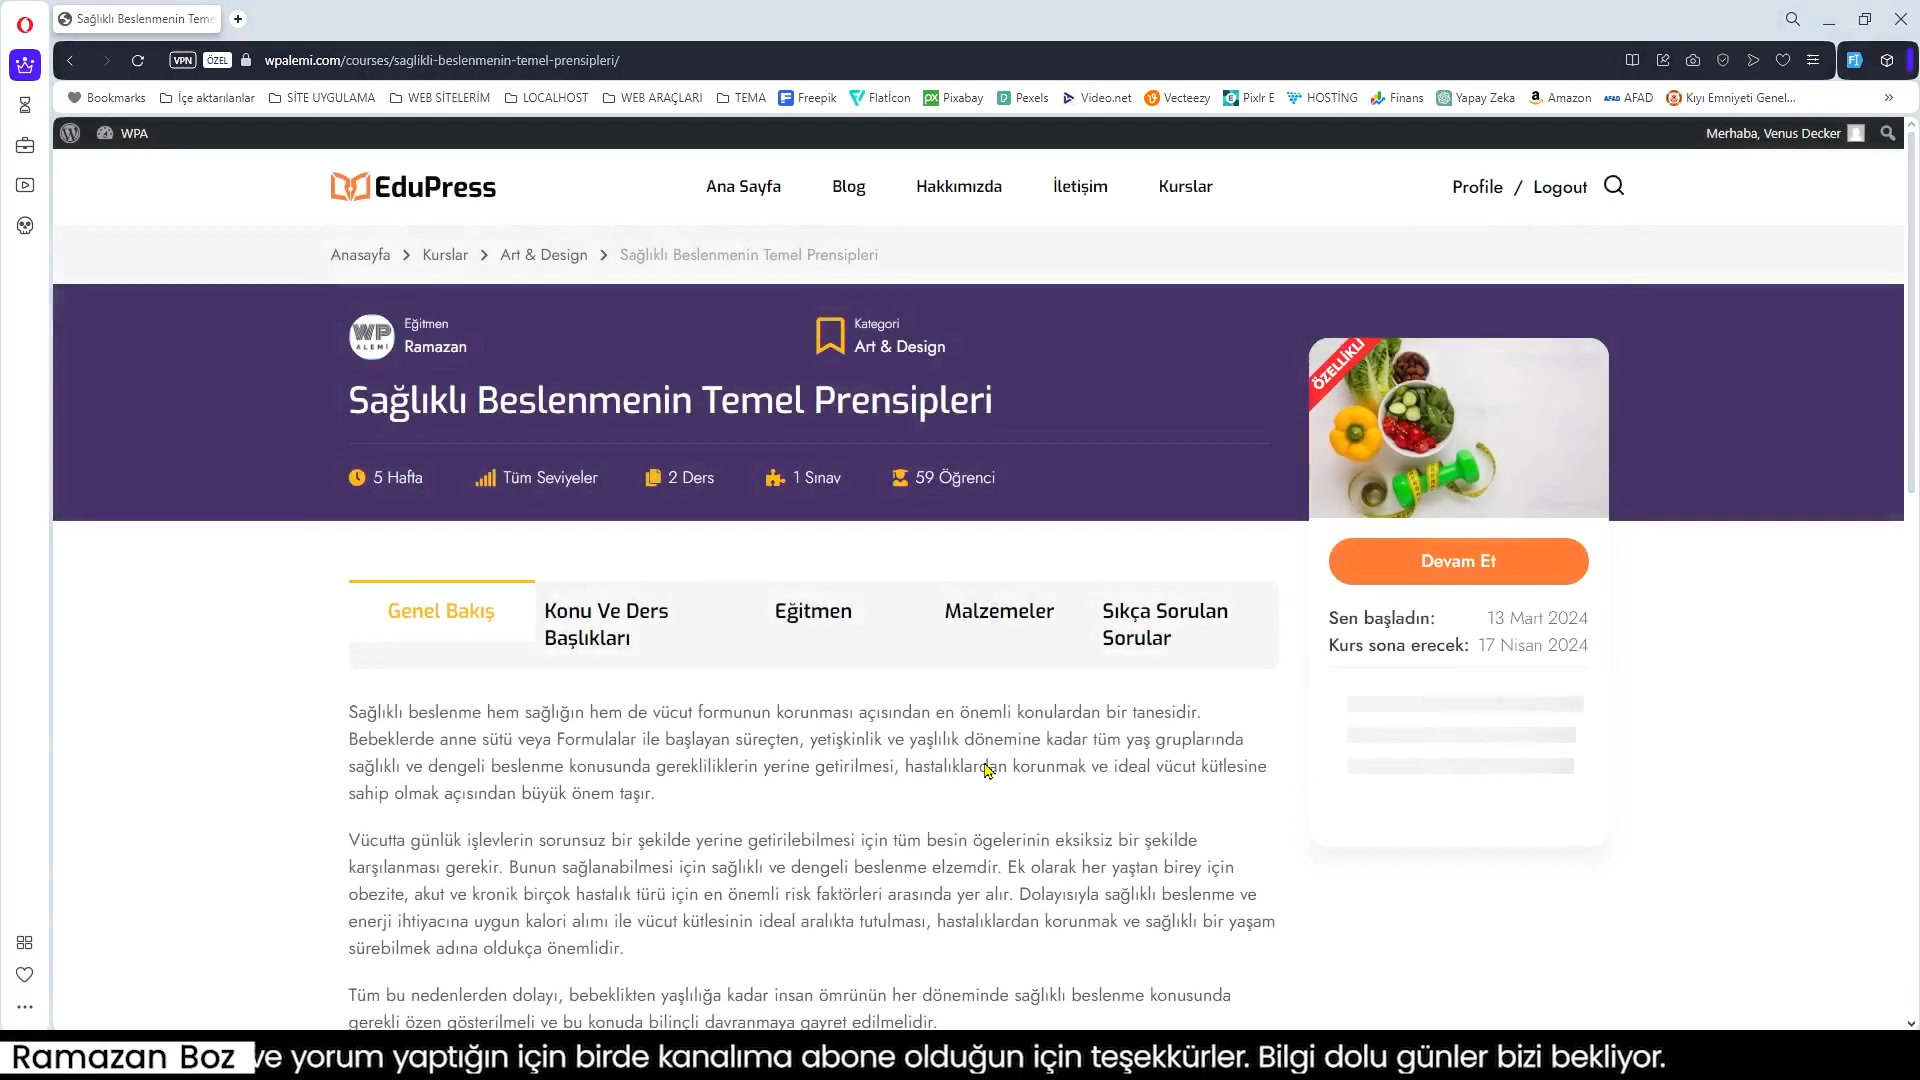 Sağlıklı Beslenmenin Teme
VPN ÖZEL wpalemi.com/courses/saglikli-beslenmenin-temel-prensipleri/
Bookmarks İçe aktarılanlar SİTE UYGULAMA WEB SİTELERİM LOCALHOST WEB ARAÇLARI TEMA Freepik Flatİcon Pixabay Pexels Video.net Vecteezy Pixlr E HOSTİNG Finans Yapay Zeka Amazon AFAD Kıyı Emniyeti Genel...
WPA
Merhaba, Venus Decker
EduPress
Ana Sayfa Blog Hakkımızda İletişim Kurslar
Profile / Logout
Anasayfa Kurslar Art & Design Sağlıklı Beslenmenin Temel Prensipleri
WP ALEMİ
Eğitmen
Ramazan
Kategori
Art & Design
Sağlıklı Beslenmenin Temel Prensipleri
5 Hafta Tüm Seviyeler 2 Ders 1 Sınav 59 Öğrenci
ÖZELLİKLİ
Devam Et
Sen başladın: 13 Mart 2024
Kurs sona erecek: 17 Nisan 2024
Genel Bakış
Konu Ve Ders
Başlıkları
Eğitmen
Malzemeler
Sıkça Sorulan
Sorular
Sağlıklı beslenme hem sağlığın hem de vücut formunun korunması açısından en önemli konulardan bir tanesidir.
Bebeklerde anne sütü veya Formulalar ile başlayan süreçten, yetişkinlik ve yaşlılık dönemine kadar tüm yaş gruplarında
sağlıklı ve dengeli beslenme konusunda gerekliliklerin yerine getirilmesi, hastalıklardan korunmak ve ideal vücut kütlesine
sahip olmak açısından büyük önem taşır.
Vücutta günlük işlevlerin sorunsuz bir şekilde yerine getirilebilmesi için tüm besin ögelerinin eksiksiz bir şekilde
karşılanması gerekir. Bunun sağlanabilmesi için sağlıklı ve dengeli beslenme elzemdir. Ek olarak her yaştan birey için
obezite, akut ve kronik birçok hastalık türü için en önemli risk faktörleri arasında yer alır. Dolayısıyla sağlıklı beslenme ve
enerji ihtiyacına uygun kalori alımı ile vücut kütlesinin ideal aralıkta tutulması, hastalıklardan korunmak ve sağlıklı bir yaşam
sürebilmek adına oldukça önemlidir.
Tüm bu nedenlerden dolayı, bebeklikten yaşlılığa kadar insan ömrünün her döneminde sağlıklı beslenme konusunda
gerekli özen gösterilmeli ve bu konuda bilinçli davranmaya gayret edilmelidir.
Ramazan Boz ve yorum yaptığın için birde kanalıma abone olduğun için teşekkürler. Bilgi dolu günler bizi bekliyor.